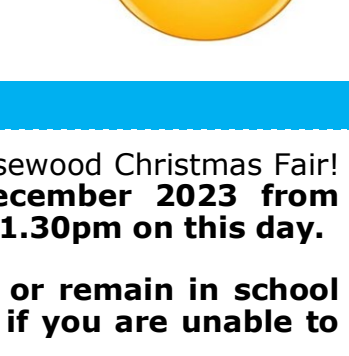 sewood Christmas Fair!
ecember 2023 from
1.30pm on this day.
or remain in school
if you are unable to